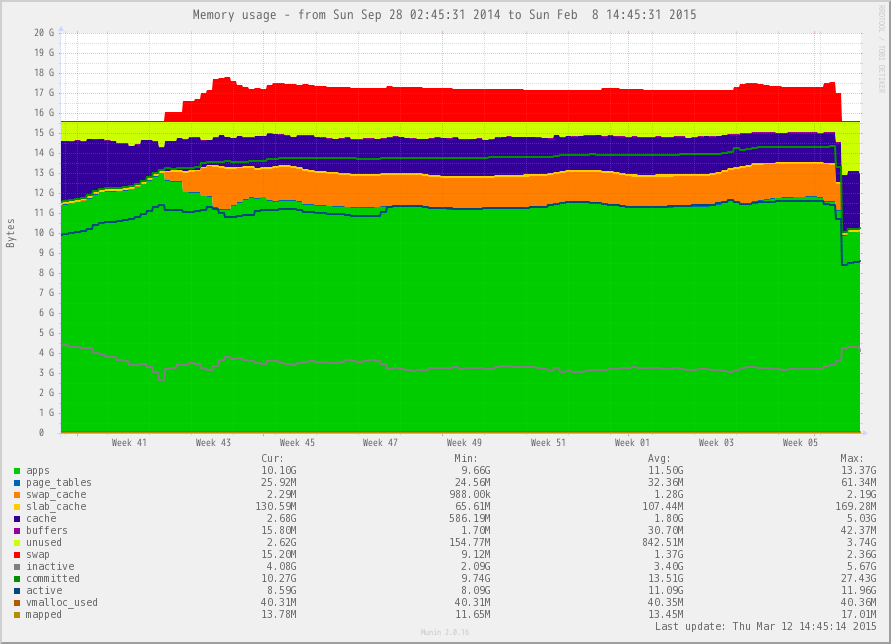 Memory usage - from Sun Sep 28 02:45:31 2014 to Sun Feb  8 14:45:31 2015
RRDTOOL / TOBI OETIKER
Bytes
20 G
19 G
18 G
17 G
16 G
15 G
14 G
13 G
12 G
11 G
10 G
9 G
8 G
7 G
6 G
5 G
4 G
3 G
2 G
1 G
0
Week 41 Week 43 Week 45 Week 47 Week 49 Week 51 Week 01 Week 03 Week 05
Cur: Min: Avg: Max:
apps 10.10G 9.66G 11.50G 13.37G
page_tables 25.92M 24.56M 32.36M 61.34M
swap_cache 2.29M 988.00k 1.28G 2.19G
slab_cache 130.59M 65.61M 107.44M 169.28M
cache 2.68G 586.19M 1.80G 5.03G
buffers 15.80M 1.70M 30.70M 42.37M
unused 2.62G 154.77M 842.51M 3.74G
swap 15.20M 9.12M 1.37G 2.36G
inactive 4.08G 2.09G 3.40G 5.67G
committed 10.27G 9.74G 13.51G 27.43G
active 8.59G 8.09G 11.09G 11.96G
vmalloc_used 40.31M 40.31M 40.35M 40.36M
mapped 13.78M 11.65M 13.45M 17.01M
Last update: Thu Mar 12 14:45:14 2015
Munin 2.0.16